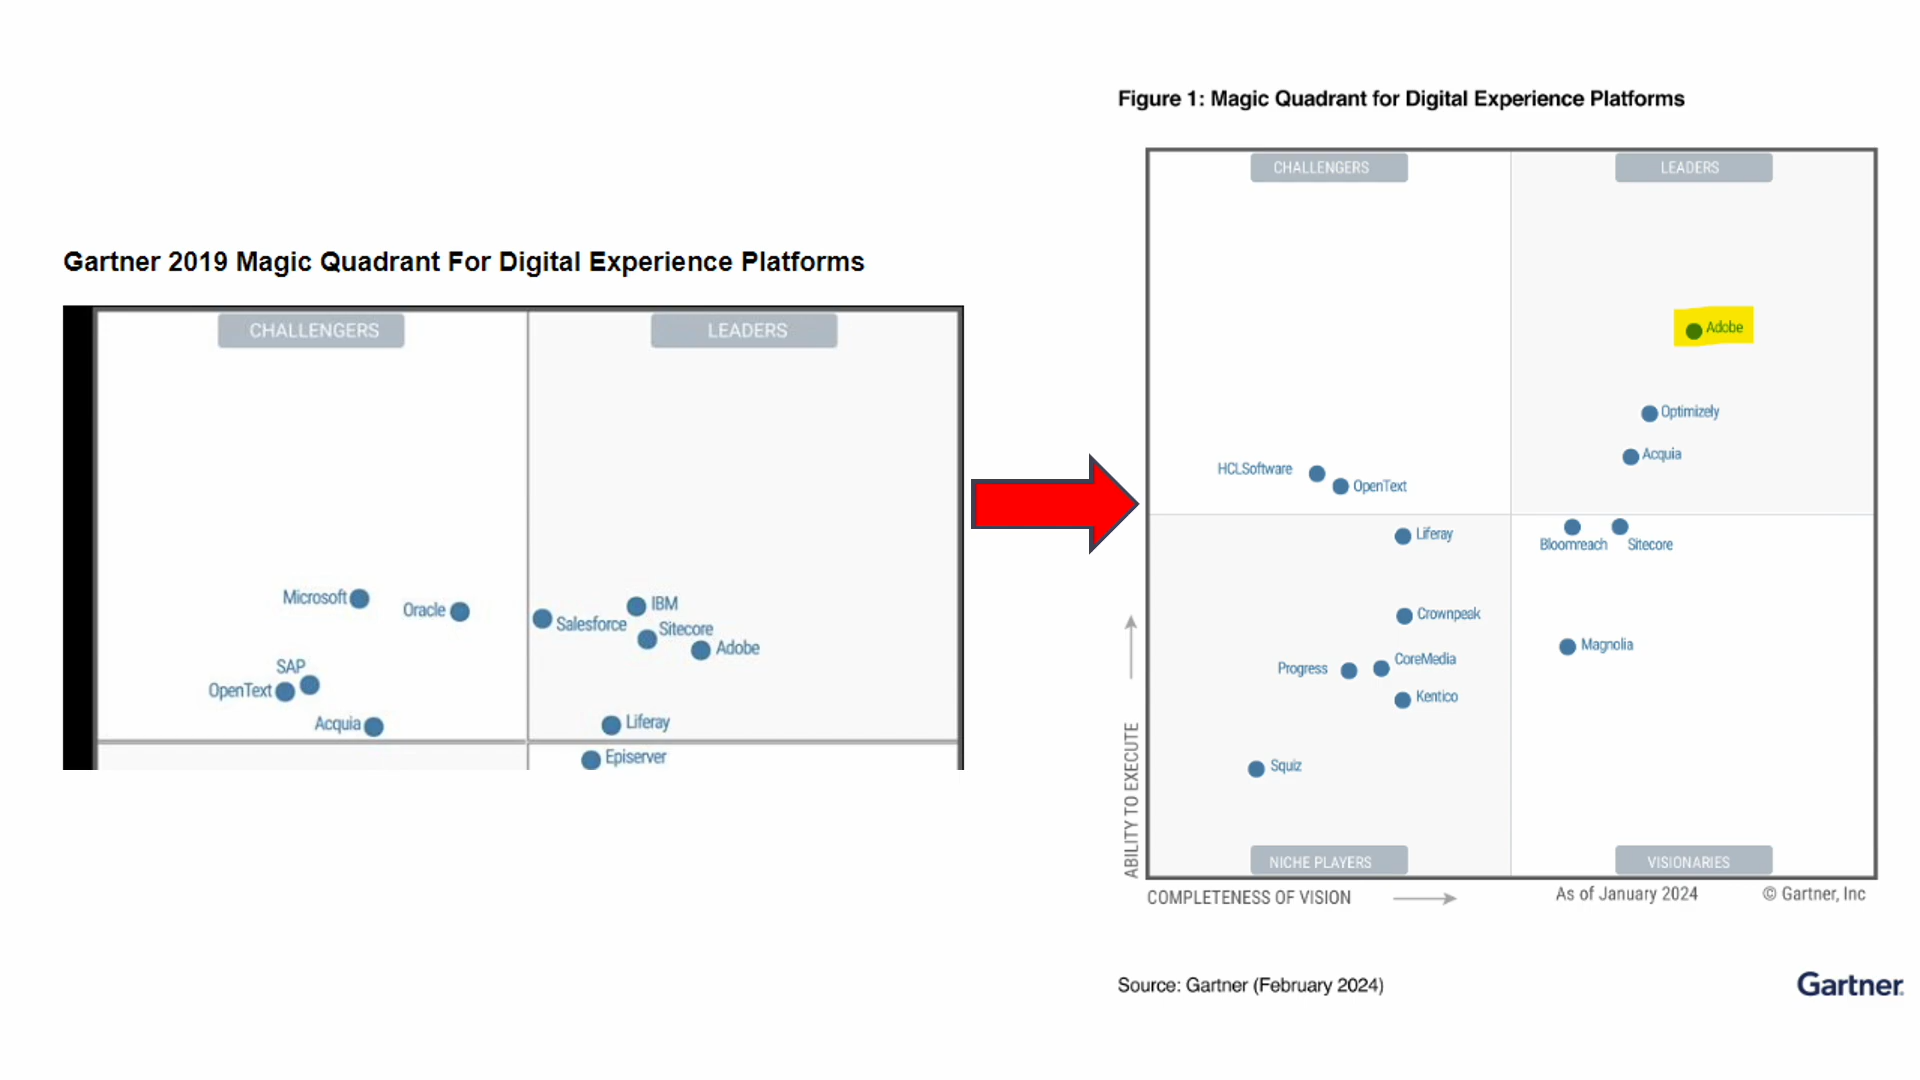 Gartner 2019 Magic Quadrant For Digital Experience Platforms
CHALLENGERS
LEADERS
Microsoft
Oracle
IBM
Salesforce
Sitecore
Adobe
SAP
OpenText
Acquia
Liferay
Episerver
Figure 1: Magic Quadrant for Digital Experience Platforms
CHALLENGERS
LEADERS
Adobe
Optimizely
Acquia
HCLSoftware
OpenText
Liferay
Bloomreach
Sitecore
Crownpeak
Magnolia
Progress
CoreMedia
Kentico
Squiz
NICHE PLAYERS
VISIONARIES
ABILITY TO EXECUTE
COMPLETENESS OF VISION
As of January 2024
© Gartner, Inc
Source: Gartner (February 2024)
Gartner